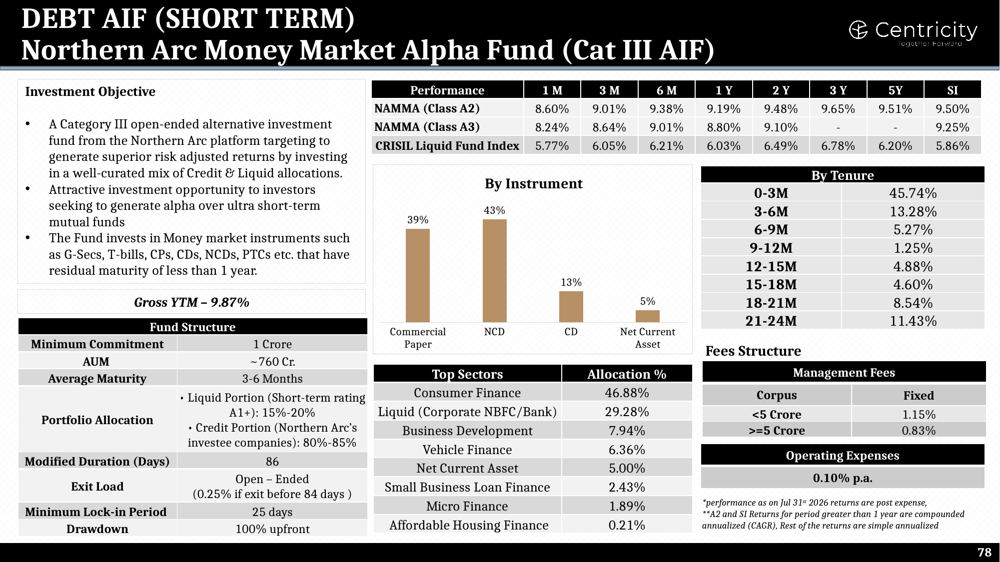 DEBT AIF (SHORT TERM)
Northern Arc Money Market Alpha Fund (Cat III AIF)
Centricity
Together Forward
Investment Objective
• A Category III open-ended alternative investment
fund from the Northern Arc platform targeting to
generate superior risk adjusted returns by investing
in a well-curated mix of Credit & Liquid allocations.
• Attractive investment opportunity to investors
seeking to generate alpha over ultra short-term
mutual funds
• The Fund invests in Money market instruments such
as G-Secs, T-bills, CPs, CDs, NCDs, PTCs etc. that have
residual maturity of less than 1 year.
Gross YTM – 9.87%
Fund Structure
Minimum Commitment 1 Crore
AUM ~760 Cr.
Average Maturity 3-6 Months
Portfolio Allocation
• Liquid Portion (Short-term rating
A1+): 15%-20%
• Credit Portion (Northern Arc’s
investee companies): 80%-85%
Modified Duration (Days) 86
Exit Load
Open – Ended
(0.25% if exit before 84 days )
Minimum Lock-in Period 25 days
Drawdown 100% upfront
Performance 1 M 3 M 6 M 1 Y 2 Y 3 Y 5Y SI
NAMMA (Class A2) 8.60% 9.01% 9.38% 9.19% 9.48% 9.65% 9.51% 9.50%
NAMMA (Class A3) 8.24% 8.64% 9.01% 8.80% 9.10% - - 9.25%
CRISIL Liquid Fund Index 5.77% 6.05% 6.21% 6.03% 6.49% 6.78% 6.20% 5.86%
By Instrument
39% 43% 13% 5%
Commercial Paper
NCD
CD
Net Current Asset
Top Sectors Allocation %
Consumer Finance 46.88%
Liquid (Corporate NBFC/Bank) 29.28%
Business Development 7.94%
Vehicle Finance 6.36%
Net Current Asset 5.00%
Small Business Loan Finance 2.43%
Micro Finance 1.89%
Affordable Housing Finance 0.21%
By Tenure
0-3M 45.74%
3-6M 13.28%
6-9M 5.27%
9-12M 1.25%
12-15M 4.88%
15-18M 4.60%
18-21M 8.54%
21-24M 11.43%
Fees Structure
Management Fees
Corpus Fixed
<5 Crore 1.15%
>=5 Crore 0.83%
Operating Expenses
0.10% p.a.
*performance as on Jul 31st 2026 returns are post expense,
**A2 and SI Returns for period greater than 1 year are compounded
annualized (CAGR), Rest of the returns are simple annualized
78